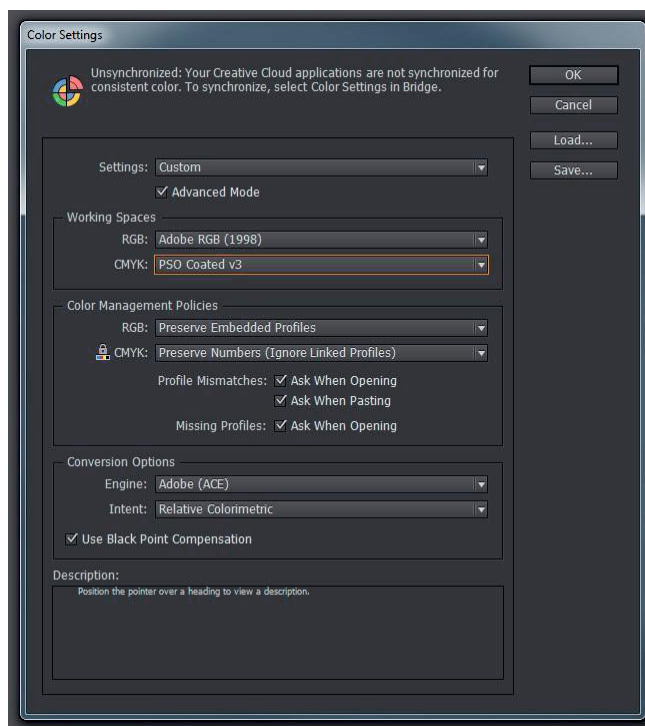 Color Settings
Unsynchronized: Your Creative Cloud applications are not synchronized for
consistent color. To synchronize, select Color Settings in Bridge.
OK
Cancel
Load...
Save...
Settings: Custom
Advanced Mode
Working Spaces
RGB: Adobe RGB (1998)
CMYK: PSO Coated v3
Color Management Policies
RGB: Preserve Embedded Profiles
CMYK: Preserve Numbers (Ignore Linked Profiles)
Profile Mismatches: Ask When Opening
Ask When Pasting
Missing Profiles: Ask When Opening
Conversion Options
Engine: Adobe (ACE)
Intent: Relative Colorimetric
Use Black Point Compensation
Description:
Position the pointer over a heading to view a description.